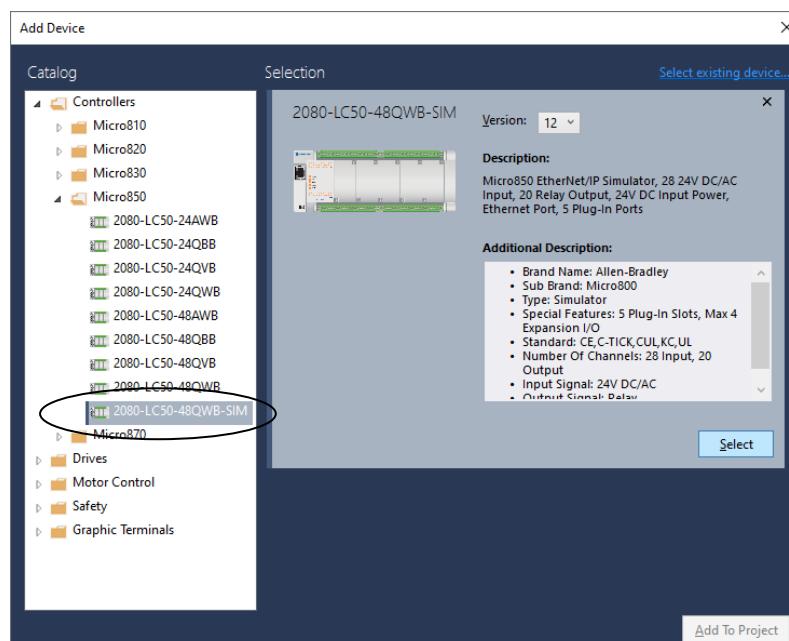 Add Device
Catalog
Selection
Select existing device...
Controllers
Micro810
Micro820
Micro830
Micro850
2080-LC50-24AWB
2080-LC50-24QBB
2080-LC50-24QVB
2080-LC50-24QWB
2080-LC50-48AWB
2080-LC50-48QBB
2080-LC50-48QVB
2080-LC50-48QWB
2080-LC50-48QWB-SIM
Micro870
Drives
Motor Control
Safety
Graphic Terminals
2080-LC50-48QWB-SIM
Version: 12
Description:
Micro850 EtherNet/IP Simulator, 28 24V DC/AC
Input, 20 Relay Output, 24V DC Input Power,
Ethernet Port, 5 Plug-In Ports
Additional Description:
• Brand Name: Allen-Bradley
• Sub Brand: Micro800
• Type: Simulator
• Special Features: 5 Plug-In Slots, Max 4
Expansion I/O
• Standard: CE,C-TICK,CUL,KC,UL
• Number Of Channels: 28 Input, 20
Output
• Input Signal: 24V DC/AC
• Output Signal: Relay
Select
Add To Project